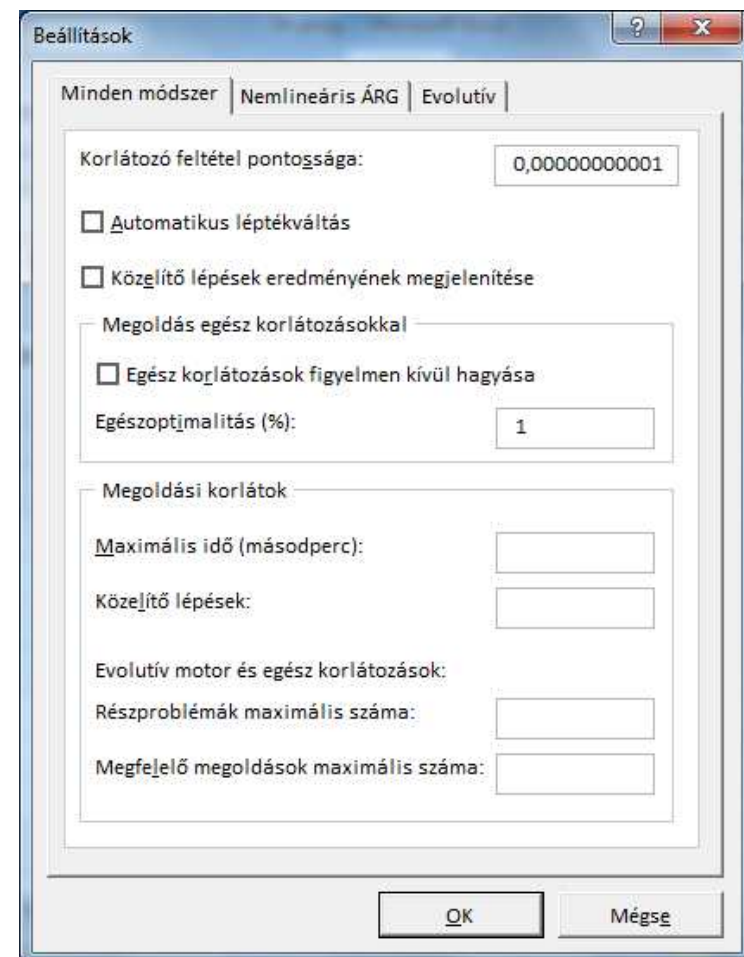 Beállítások
Minden módszer Nemlineáris ÁRG Evolutív
Korlátozó feltétel pontossága: 0,00000000001
Automatikus léptékváltás
Közelítő lépések eredményének megjelenítése
Megoldás egész korlátozásokkal
Egész korlátozások figyelmen kívül hagyása
Egészoptimalitás (%): 1
Megoldási korlátok
Maximális idő (másodperc):
Közelítő lépések:
Evolutív motor és egész korlátozások:
Részproblémák maximális száma:
Megfelelő megoldások maximális száma:
OK Mégse